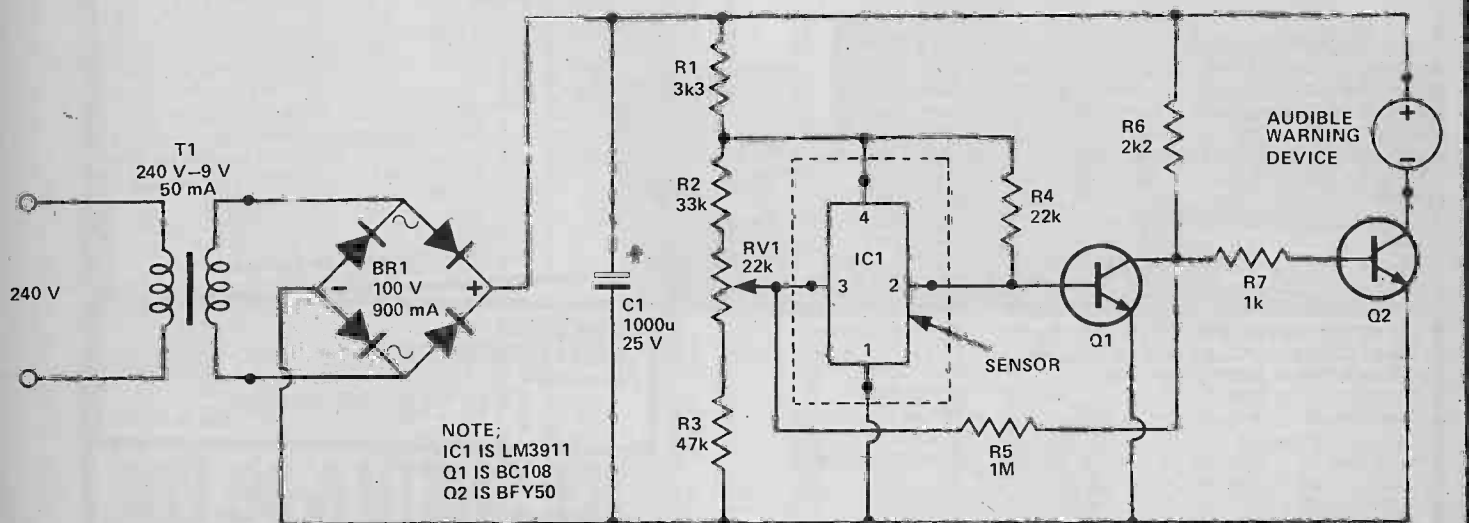 T1
240 V–9 V
50 mA
240 V
BR1
100 V
900 mA
–
+
NOTE;
IC1 IS LM3911
Q1 IS BC108
Q2 IS BFY50
+
C1
1000u
25 V
R1
3k3
R2
33k
RV1
22k
R3
47k
4
IC1
3
2
1
SENSOR
R4
22k
R5
1M
Q1
R6
2k2
R7
1k
AUDIBLE
WARNING
DEVICE
+
–
Q2